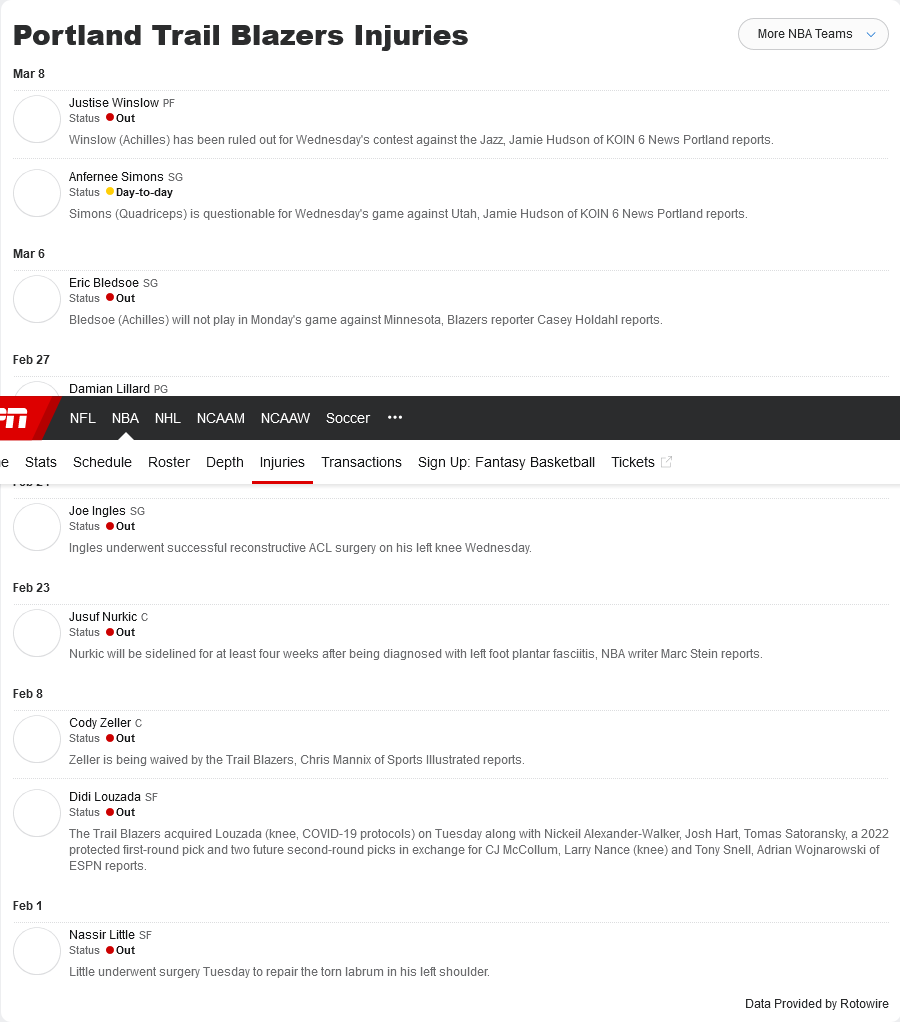 Portland Trail Blazers Injuries
More NBA Teams
Mar 8
Justise Winslow PF
Status Out
Winslow (Achilles) has been ruled out for Wednesday's contest against the Jazz, Jamie Hudson of KOIN 6 News Portland reports.
Anfernee Simons SG
Status Day-to-day
Simons (Quadriceps) is questionable for Wednesday's game against Utah, Jamie Hudson of KOIN 6 News Portland reports.
Mar 6
Eric Bledsoe SG
Status Out
Bledsoe (Achilles) will not play in Monday's game against Minnesota, Blazers reporter Casey Holdahl reports.
Feb 27
Damian Lillard PG
NFL NBA NHL NCAAM NCAAW Soccer •••
e Stats Schedule Roster Depth Injuries Transactions Sign Up: Fantasy Basketball Tickets
Joe Ingles SG
Status Out
Ingles underwent successful reconstructive ACL surgery on his left knee Wednesday.
Feb 23
Jusuf Nurkic C
Status Out
Nurkic will be sidelined for at least four weeks after being diagnosed with left foot plantar fasciitis, NBA writer Marc Stein reports.
Feb 8
Cody Zeller C
Status Out
Zeller is being waived by the Trail Blazers, Chris Mannix of Sports Illustrated reports.
Didi Louzada SF
Status Out
The Trail Blazers acquired Louzada (knee, COVID-19 protocols) on Tuesday along with Nickeil Alexander-Walker, Josh Hart, Tomas Satoransky, a 2022
protected first-round pick and two future second-round picks in exchange for CJ McCollum, Larry Nance (knee) and Tony Snell, Adrian Wojnarowski of
ESPN reports.
Feb 1
Nassir Little SF
Status Out
Little underwent surgery Tuesday to repair the torn labrum in his left shoulder.
Data Provided by Rotowire